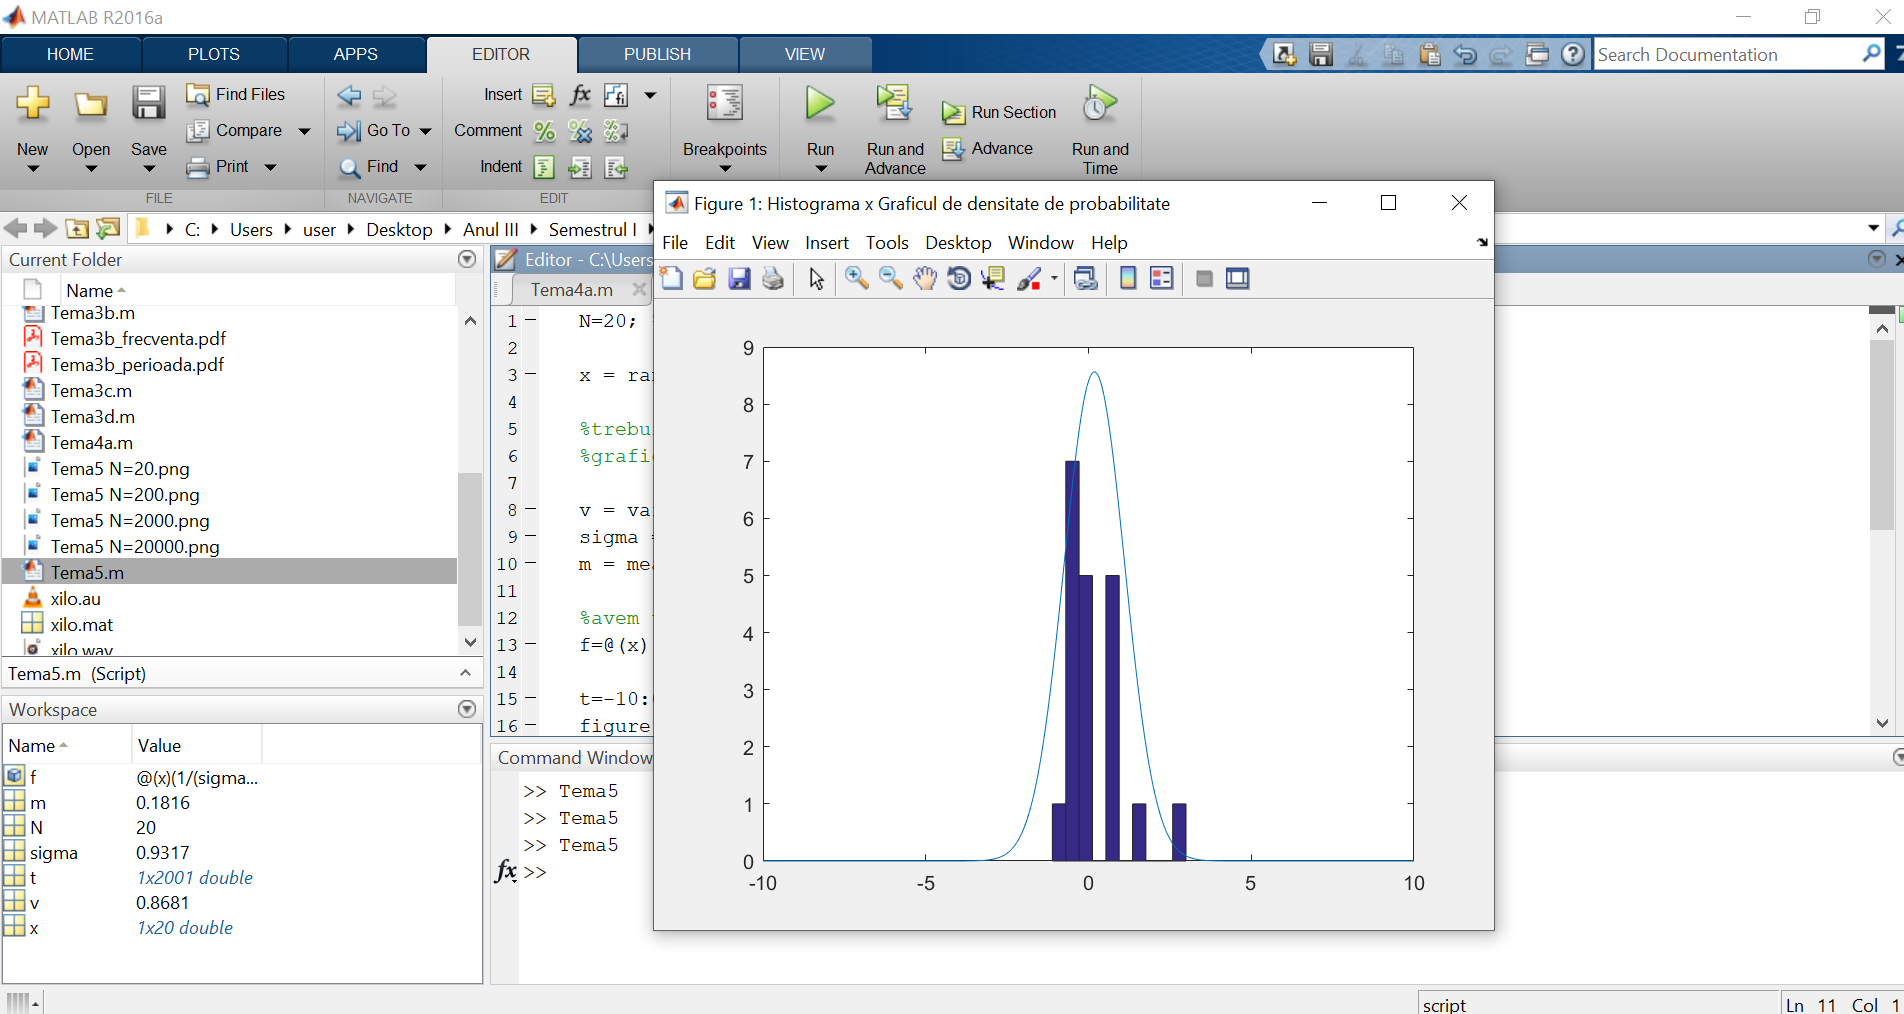 MATLAB R2016a
HOME PLOTS APPS EDITOR PUBLISH VIEW
Search Documentation
New Open Save
Find Files
Compare
Print
FILE
Go To
Find
NAVIGATE
Insert
Comment
Indent
EDIT
Breakpoints
Run
Run and Advance
Run Section
Advance
Run and Time
C: Users user Desktop Anul III Semestrul I
Current Folder
Name
Tema3b.m
Tema3b_frecventa.pdf
Tema3b_perioada.pdf
Tema3c.m
Tema3d.m
Tema4a.m
Tema5 N=20.png
Tema5 N=200.png
Tema5 N=2000.png
Tema5 N=20000.png
Tema5.m
xilo.au
xilo.mat
xilo.wav
Tema5.m (Script)
Workspace
Name Value
f @(x)(1/(sigma...
m 0.1816
N 20
sigma 0.9317
t 1x2001 double
v 0.8681
x 1x20 double
Editor - C:\Users
Tema4a.m
1 N=20;
2
3 x = ra
4
5 %trebu
6 %grafi
7
8 v = va
9 sigma =
10 m = mea
11
12 %avem
13 f=@(x)
14
15 t=-10:
16 figure
Command Window
>> Tema5
>> Tema5
>> Tema5
fx >>
Figure 1: Histograma x Graficul de densitate de probabilitate
File Edit View Insert Tools Desktop Window Help
9
8
7
6
5
4
3
2
1
0
-10 -5 0 5 10
script
Ln 11 Col 1